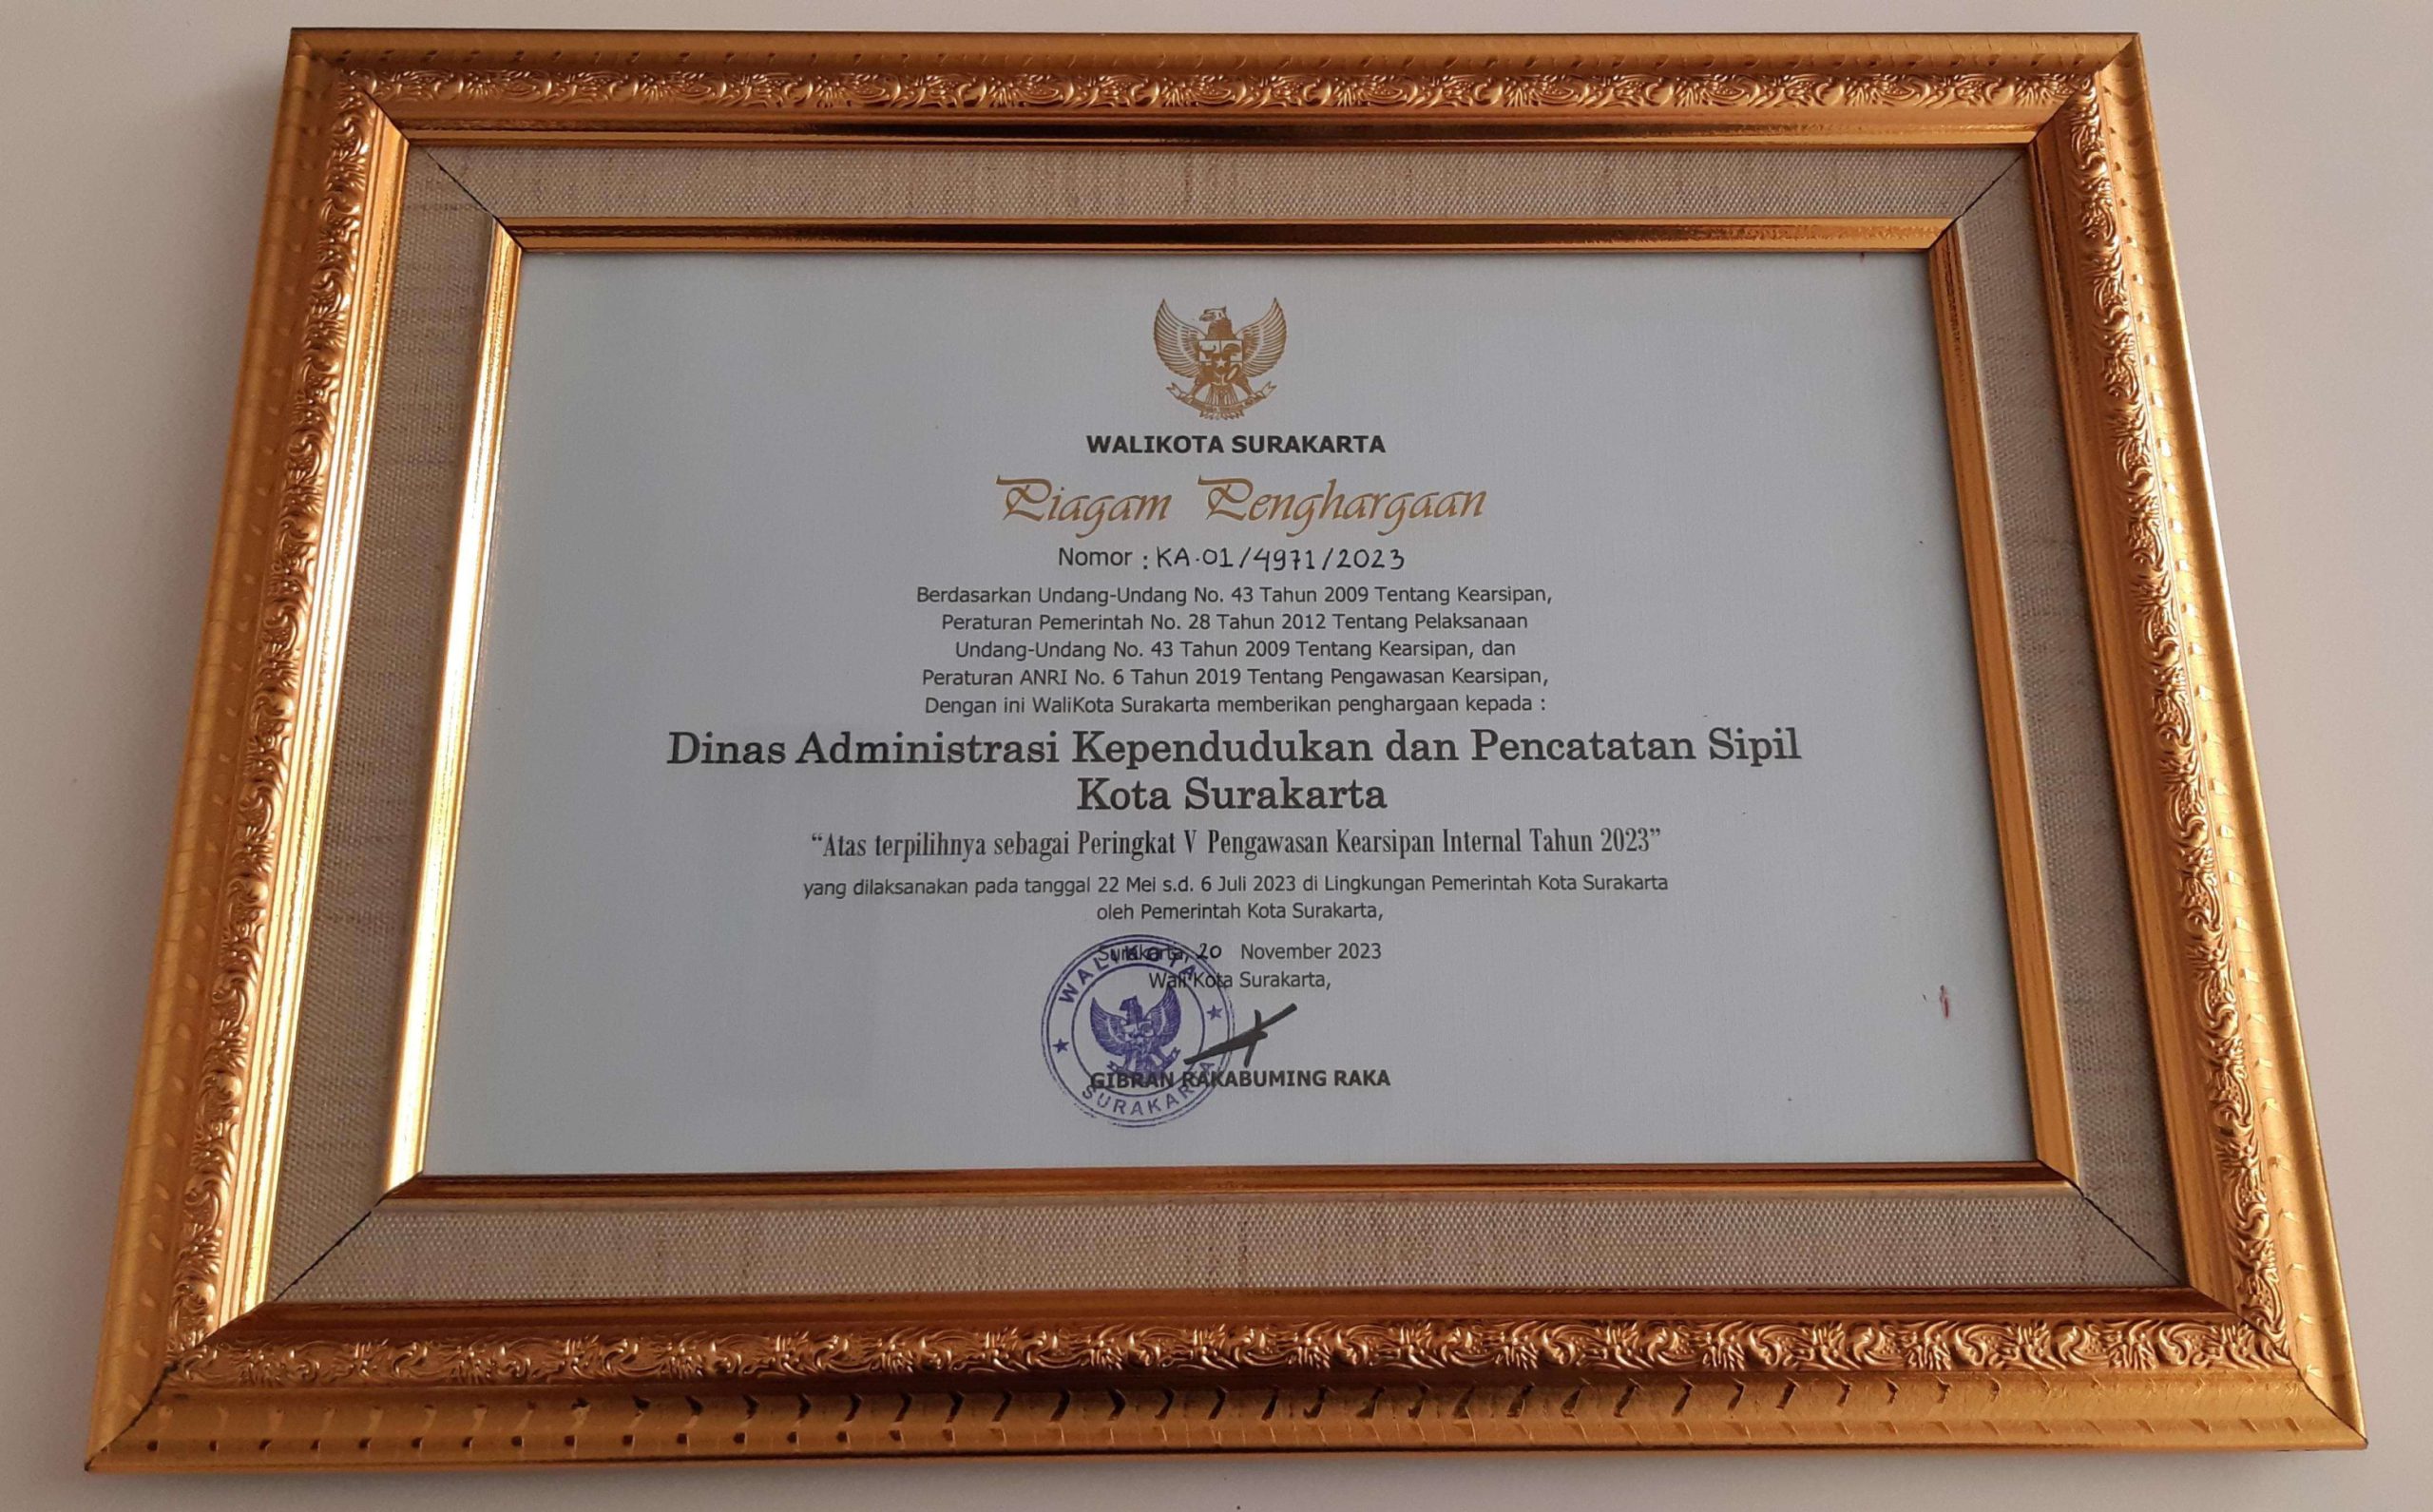 WALIKOTA SURAKARTA
Piagam Penghargaan
Nomor : KA.01/4971/2023
Berdasarkan Undang-Undang No. 43 Tahun 2009 Tentang Kearsipan,
Peraturan Pemerintah No. 28 Tahun 2012 Tentang Pelaksanaan
Undang-Undang No. 43 Tahun 2009 Tentang Kearsipan, dan
Peraturan ANRI No. 6 Tahun 2019 Tentang Pengawasan Kearsipan,
Dengan ini WaliKota Surakarta memberikan penghargaan kepada :
Dinas Administrasi Kependudukan dan Pencatatan Sipil
Kota Surakarta
“Atas terpilihnya sebagai Peringkat V Pengawasan Kearsipan Internal Tahun 2023”
yang dilaksanakan pada tanggal 22 Mei s.d. 6 Juli 2023 di Lingkungan Pemerintah Kota Surakarta
oleh Pemerintah Kota Surakarta,
Surakarta, 20 November 2023
Wali Kota Surakarta,
WALIKOTA
SURAKARTA
GIBRAN RAKABUMING RAKA